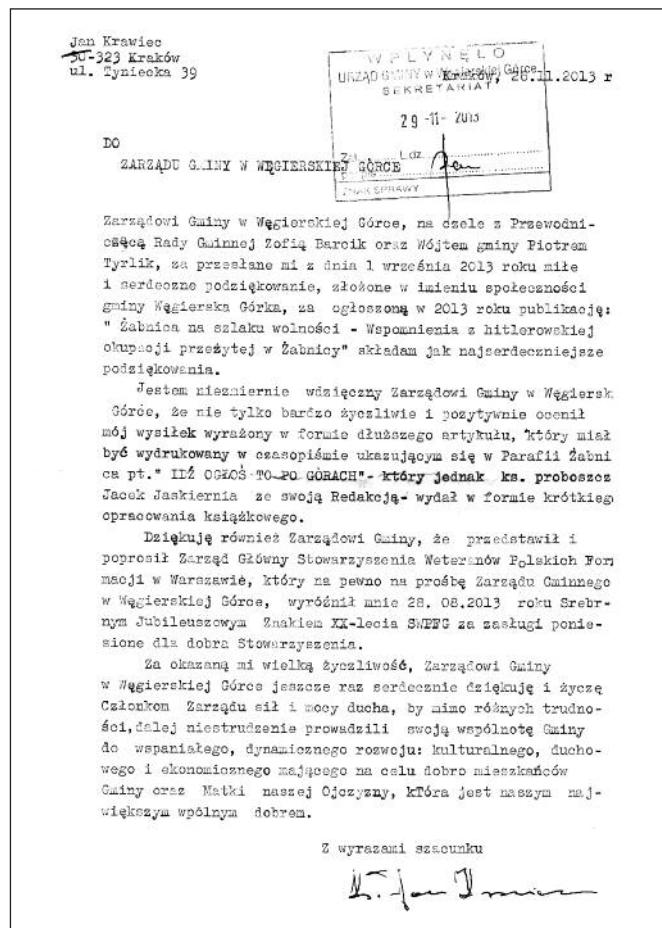 Jan Krawiec
30-323 Kraków
ul. Tyniecka 39
WPŁYNĘŁO
URZĄD GMINY w Węgierskiej Górce
Kraków, 28.11.2013 r
SEKRETARIAT
29 -11- 2013
Zał. Ldz.
ZNAK SPRAWY
DO
ZARZĄDU GMINY W WĘGIERSKIEJ GÓRCE
Zarządowi Gminy w Węgierskiej Górce, na czele z Przewodni-
czącą Rady Gminnej Zofią Barcik oraz Wójtem gminy Piotrem
Tyrlik, za przesłane mi z dnia 1 września 2013 roku miłe
i serdeczne podziękowanie, złożone w imieniu społeczności
gminy Węgierska Górka, za ogłoszoną w 2013 roku publikację:
" Żabnica na szlaku wolności - Wspomnienia z hitlerowskiej
okupacji przeżytej w Żabnicy" składam jak najserdeczniejsze
podziękowania.
Jestem niezmiernie wdzięczny Zarządowi Gminy w Węgiersk
Górce, że nie tylko bardzo życzliwie i pozytywnie ocenił
mój wysiłek wyrażony w formie dłuższego artykułu, który miał
być wydrukowany w czasopiśmie ukazującym się w Parafii Żabni
ca pt." IDŹ OGŁOŚ TO PO GÓRACH"- który jednak ks. proboszcz
Jacek Jaskiernia ze swoją Redakcją- wydał w formie krótkieg
opracowania książkowego.
Dziękuję również Zarządowi Gminy, że przedstawił i
poprosił Zarząd Główny Stowarzyszenia Weteranów Polskich For
macji w Warszawie, który na pewno na prośbę Zarządu Gminnego
w Węgierskiej Górce, wyróżnił mnie 28. 08.2013 roku Srebr-
nym Jubileuszowym Znakiem XX-lecia SWPFG za zasługi ponie-
sione dla dobra Stowarzyszenia.
Za okazaną mi wielką życzliwość, Zarządowi Gminy
w Węgierskiej Górce jeszcze raz serdecznie dziękuję i życzę
Członkom Zarządu sił i mocy ducha, by mimo różnych trudno-
ści,dalej niestrudzenie prowadzili swoją wspólnotę Gminy
do wspaniałego, dynamicznego rozwoju: kulturalnego, ducho-
wego i ekonomicznego mającego na celu dobro mieszkańców
Gminy oraz Matki naszej Ojczyzny, kTóra jest naszym naj-
większym wpólnym dobrem.
Z wyrazami szacunku